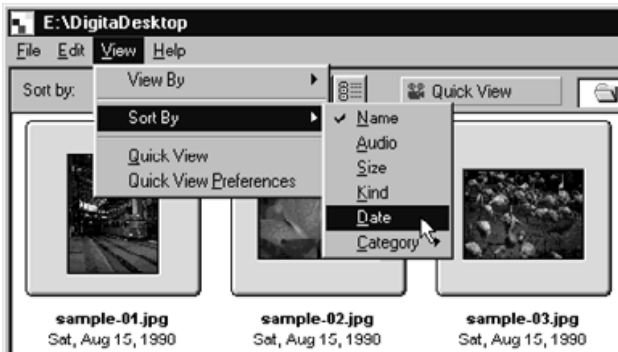 E:\DigitaDesktop
File Edit View Help
Sort by:
View By
Quick View
Sort By
Quick View
Quick View Preferences
Name
Audio
Size
Kind
Date
Category
sample-01.jpg sample-02.jpg sample-03.jpg
Sat, Aug 15, 1990 Sat, Aug 15, 1990 Sat, Aug 15, 1990